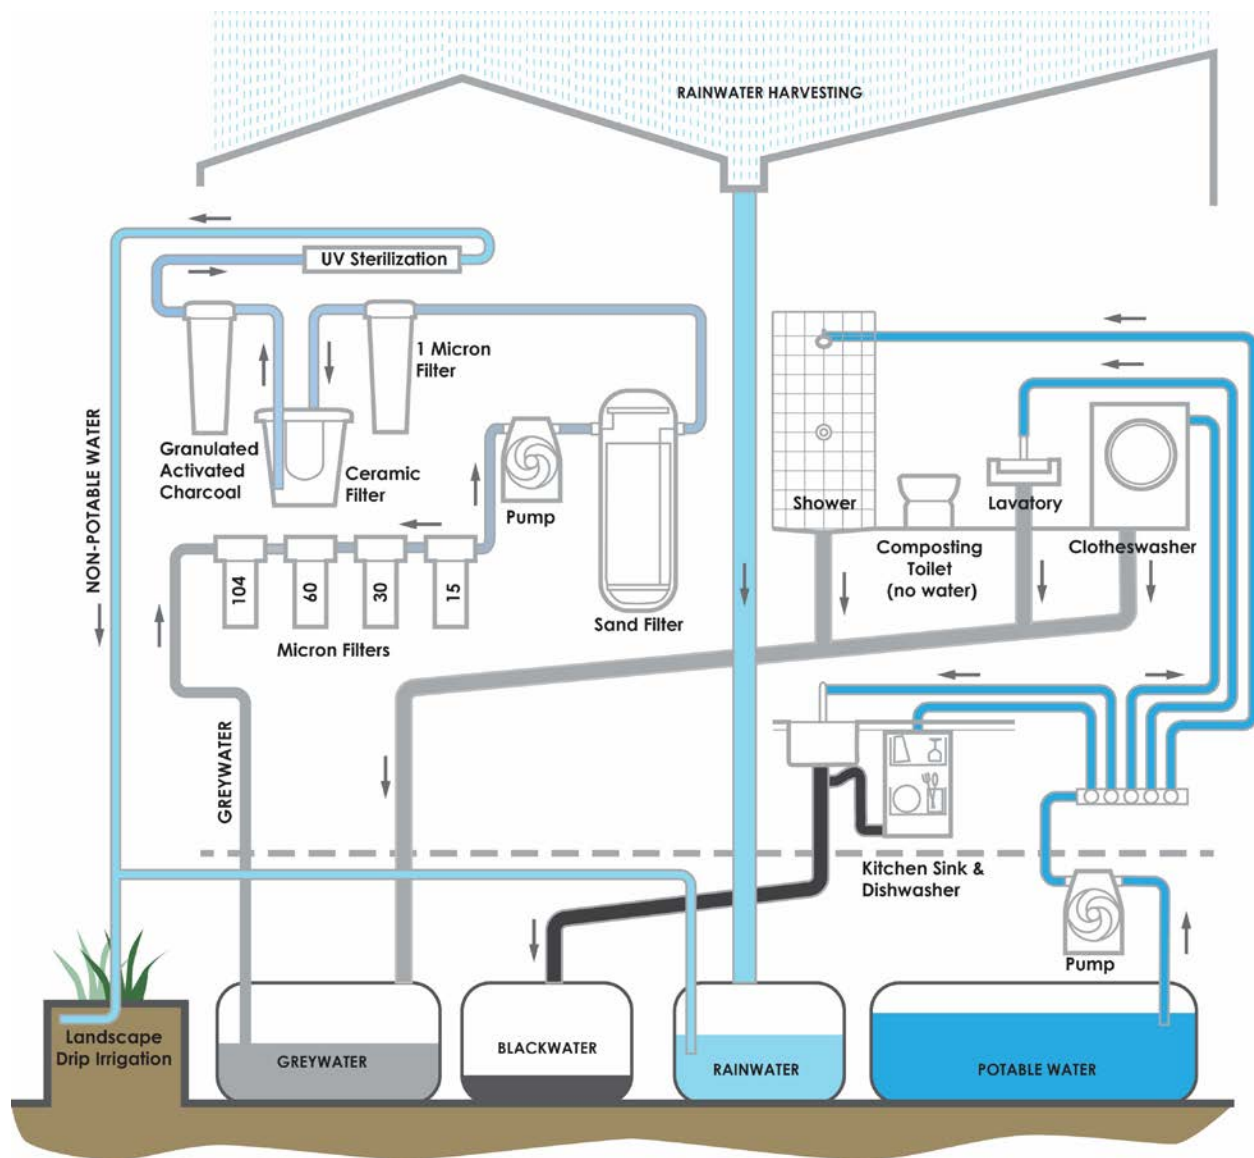 RAINWATER HARVESTING
UV Sterilization
1 Micron
Filter
Granulated
Activated
Charcoal
Ceramic
Filter
NON-POTABLE WATER
Pump
Shower
Lavatory
Composting
Toilet
(no water)
Clotheswasher
104
60
30
15
Micron Filters
Sand Filter
GREYWATER
Kitchen Sink &
Dishwasher
Pump
Landscape
Drip Irrigation
GREYWATER
BLACKWATER
RAINWATER
POTABLE WATER